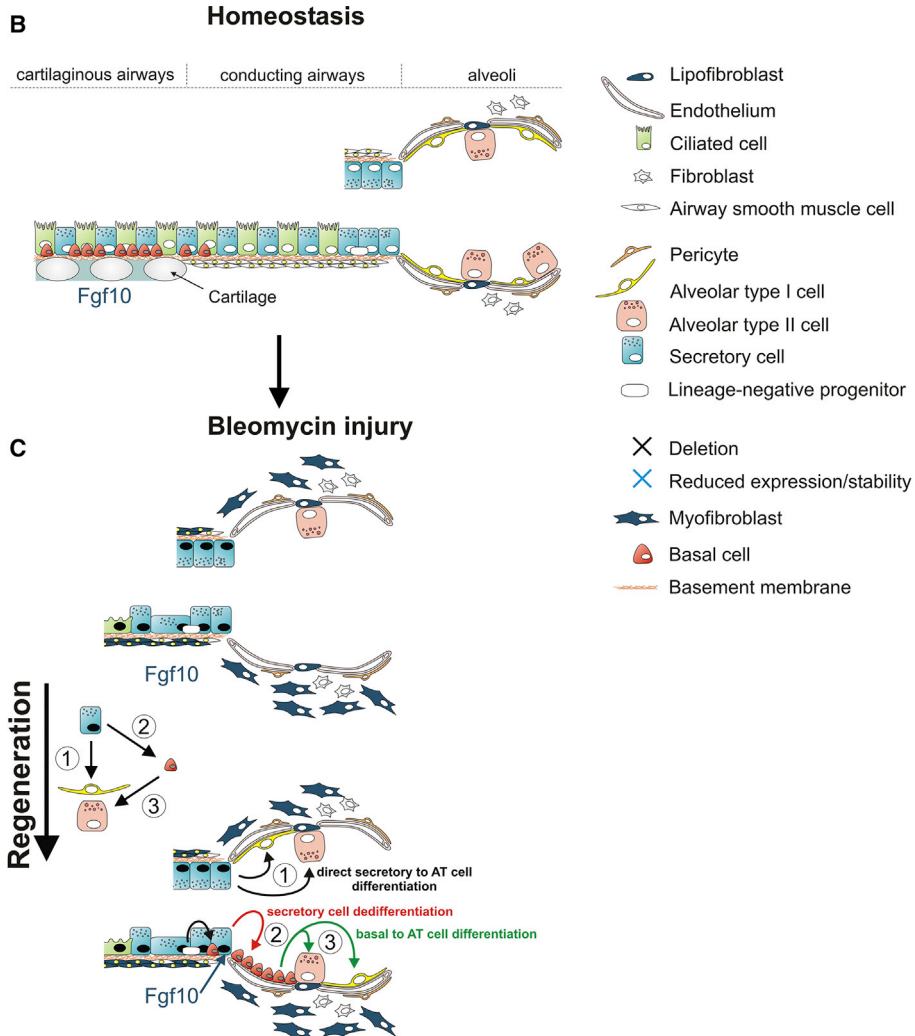 B
Homeostasis
cartilaginous airways
conducting airways
alveoli
Fgf10
Cartilage
Lipofibroblast
Endothelium
Ciliated cell
Fibroblast
Airway smooth muscle cell
Pericyte
Alveolar type I cell
Alveolar type II cell
Secretory cell
Lineage-negative progenitor
Deletion
Reduced expression/stability
Myofibroblast
Basal cell
Basement membrane
Bleomycin injury
C
Fgf10
Regeneration
1
2
3
1
direct secretory to AT cell
differentiation
secretory cell dedifferentiation
2
3
basal to AT cell differentiation
Fgf10